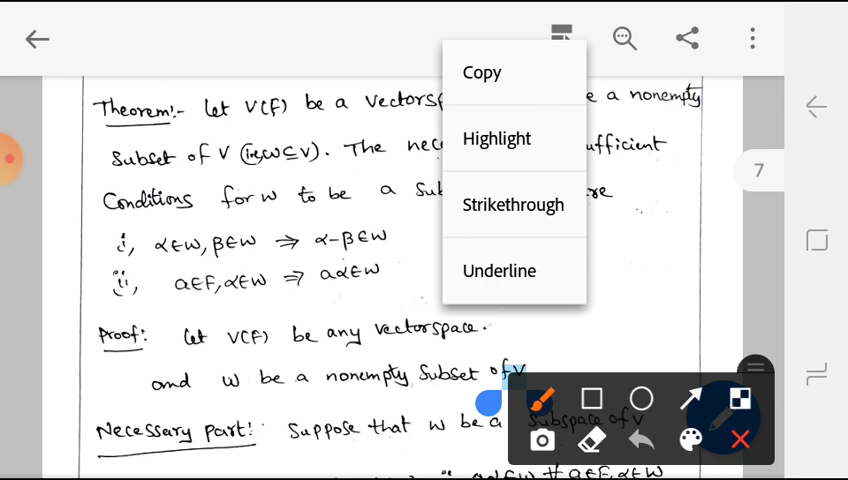 Copy
Highlight
Strikethrough
Underline
7
Theorem:- Let V(F) be a vectorsp e a nonempty
Subset of V (i.e, W⊆V). The nec ufficient
Conditions for W to be a Sub re
i, α∈W, β∈W ⇒ α-β∈W
ii, a∈F, α∈W ⇒ aα∈W
Proof: Let V(F) be any vectorspace.
and W be a nonempty Subset of V
Necessary part: Suppose that W be a Subspace of V